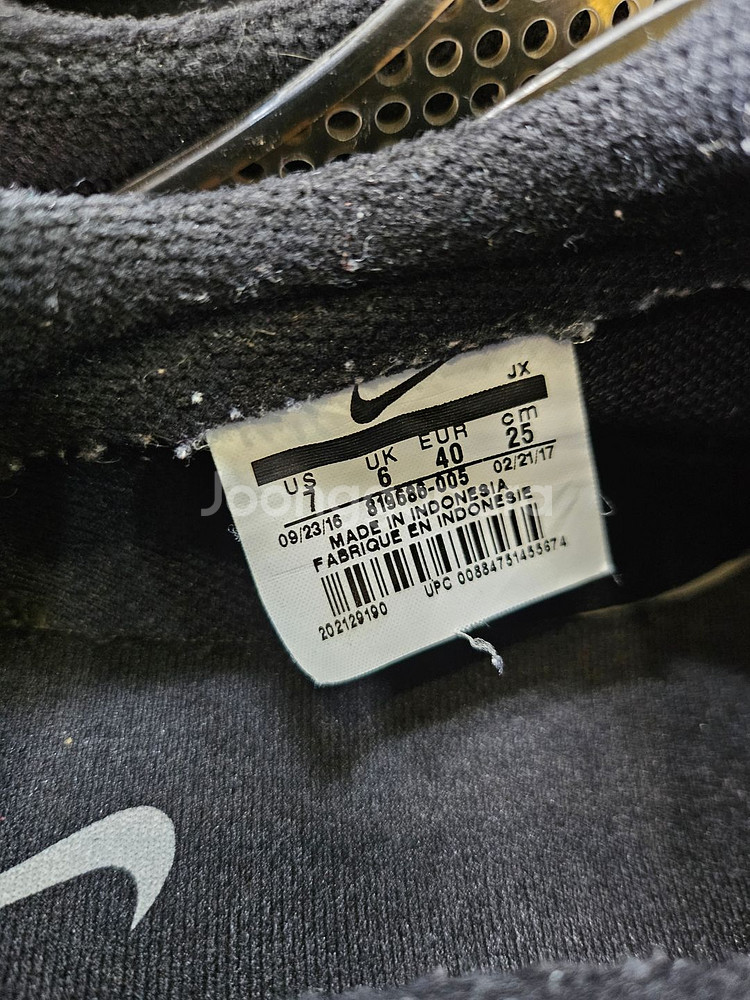 JX
US UK EUR cm
7 6 40 25
09/23/16 819686-005 02/21/17
MADE IN INDONESIA
FABRIQUE EN INDONESIE
202129190 UPC 00884751455674